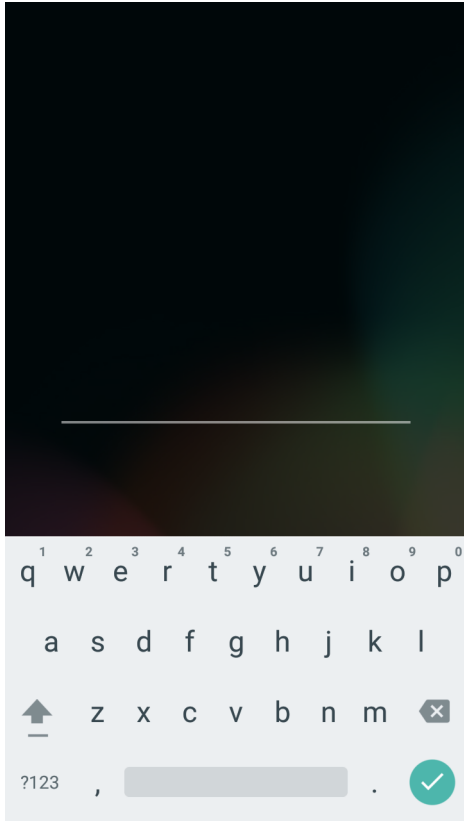 1 2 3 4 5 6 7 8 9 0
q w e r t y u i o p
a s d f g h j k l
z x c v b n m
?123 , .